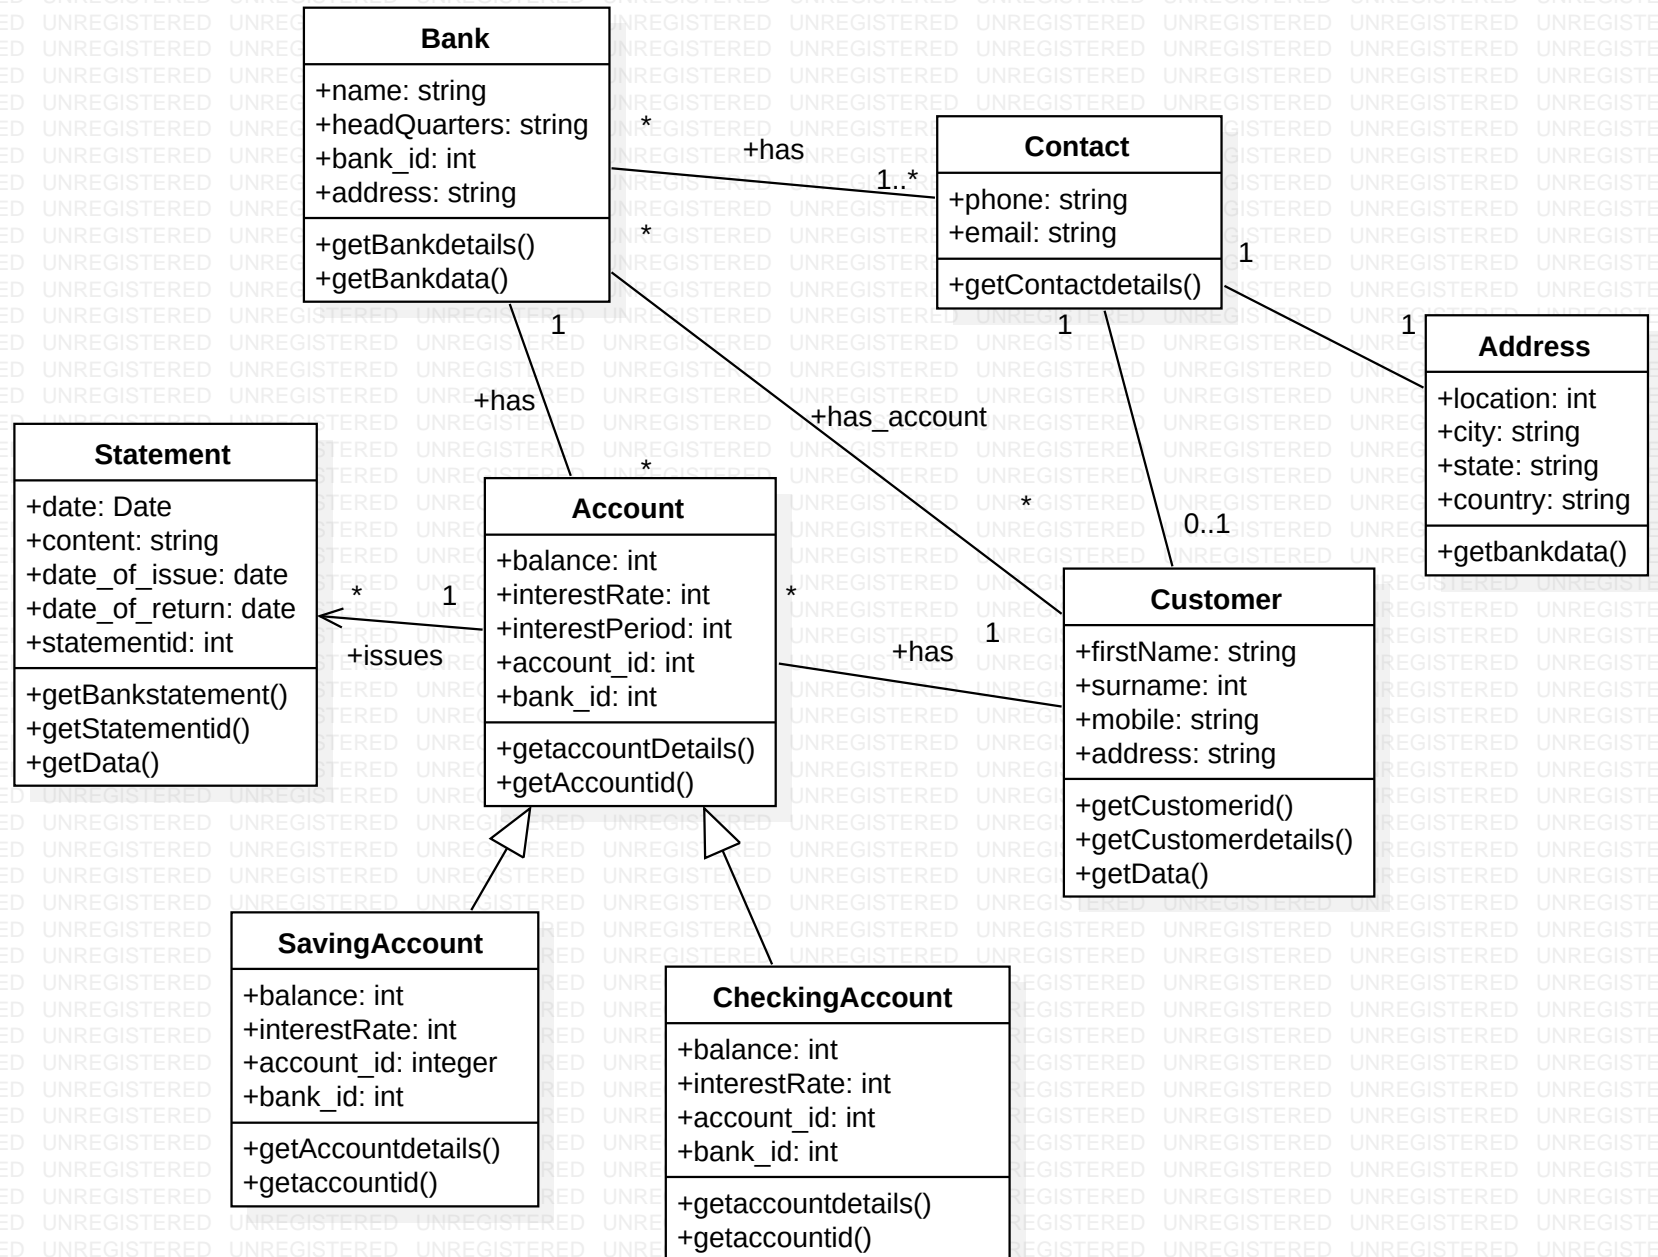 Bank
+name: string
+headQuarters: string
+bank_id: int
+address: string
+getBankdetails()
+getBankdata()
*
+has
1..*
*
Contact
+phone: string
+email: string
+getContactdetails()
1
1
1
1
Address
+location: int
+city: string
+state: string
+country: string
+getbankdata()
+has
+has_account
*
*
0..1
Statement
+date: Date
+content: string
+date_of_issue: date
+date_of_return: date
+statementid: int
+getBankstatement()
+getStatementid()
+getData()
*
1
+issues
Account
+balance: int
+interestRate: int
+interestPeriod: int
+account_id: int
+bank_id: int
+getaccountDetails()
+getAccountid()
*
+has
1
Customer
+firstName: string
+surname: int
+mobile: string
+address: string
+getCustomerid()
+getCustomerdetails()
+getData()
SavingAccount
+balance: int
+interestRate: int
+account_id: integer
+bank_id: int
+getAccountdetails()
+getaccountid()
CheckingAccount
+balance: int
+interestRate: int
+account_id: int
+bank_id: int
+getaccountdetails()
+getaccountid()
UNREGISTERED